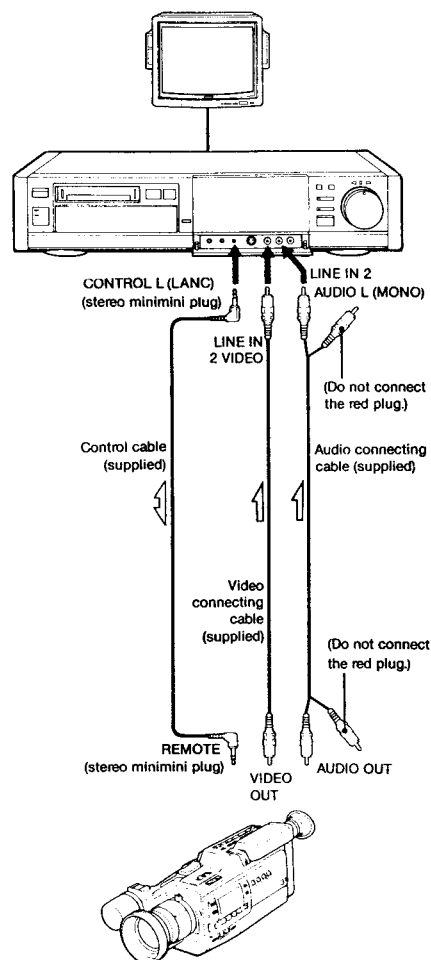 CONTROL L (LANC)
(stereo minimini plug)
LINE IN
2 VIDEO
LINE IN 2
AUDIO L (MONO)
(Do not connect
the red plug.)
Control cable
(supplied)
Audio connecting
cable (supplied)
Video
connecting
cable
(supplied)
(Do not connect
the red plug.)
REMOTE
(stereo minimini plug)
VIDEO
OUT
AUDIO OUT